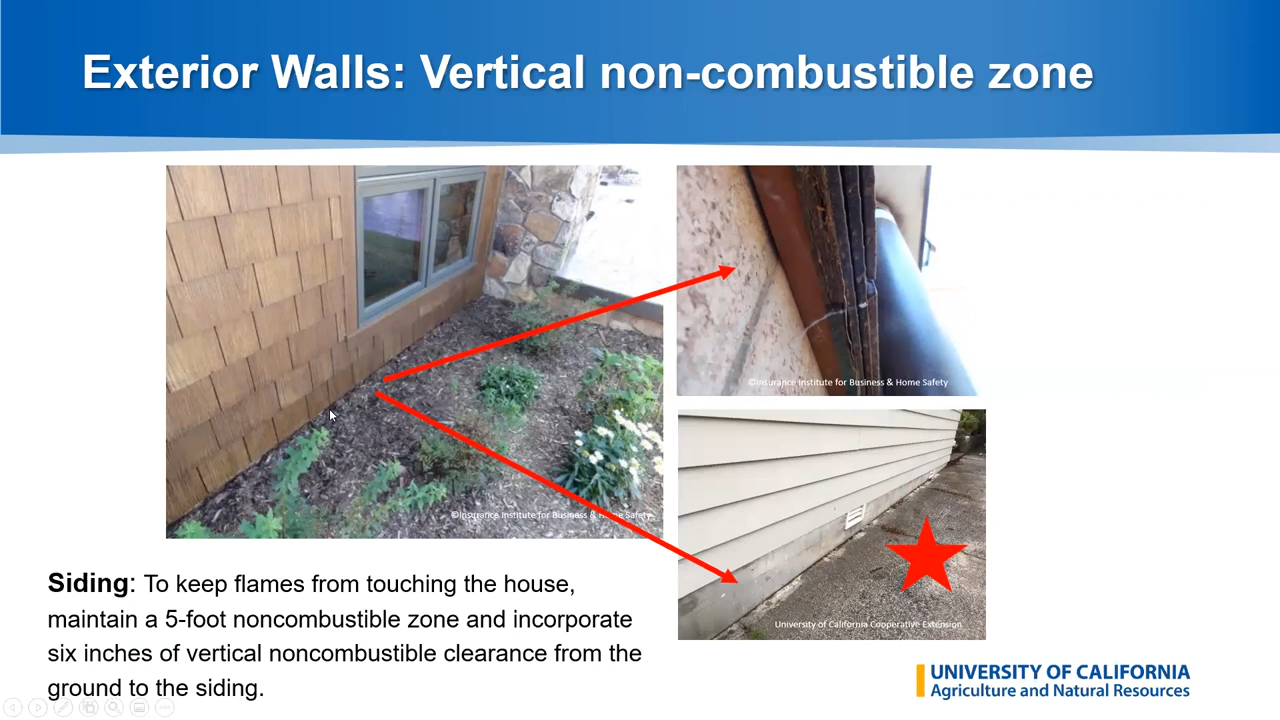 Exterior Walls: Vertical non-combustible zone
©Insurance Institute for Business & Home Safety
©Insurance Institute for Business & Home Safety
University of California Cooperative Extension
Siding: To keep flames from touching the house,
maintain a 5-foot noncombustible zone and incorporate
six inches of vertical noncombustible clearance from the
ground to the siding.
UNIVERSITY OF CALIFORNIA
Agriculture and Natural Resources